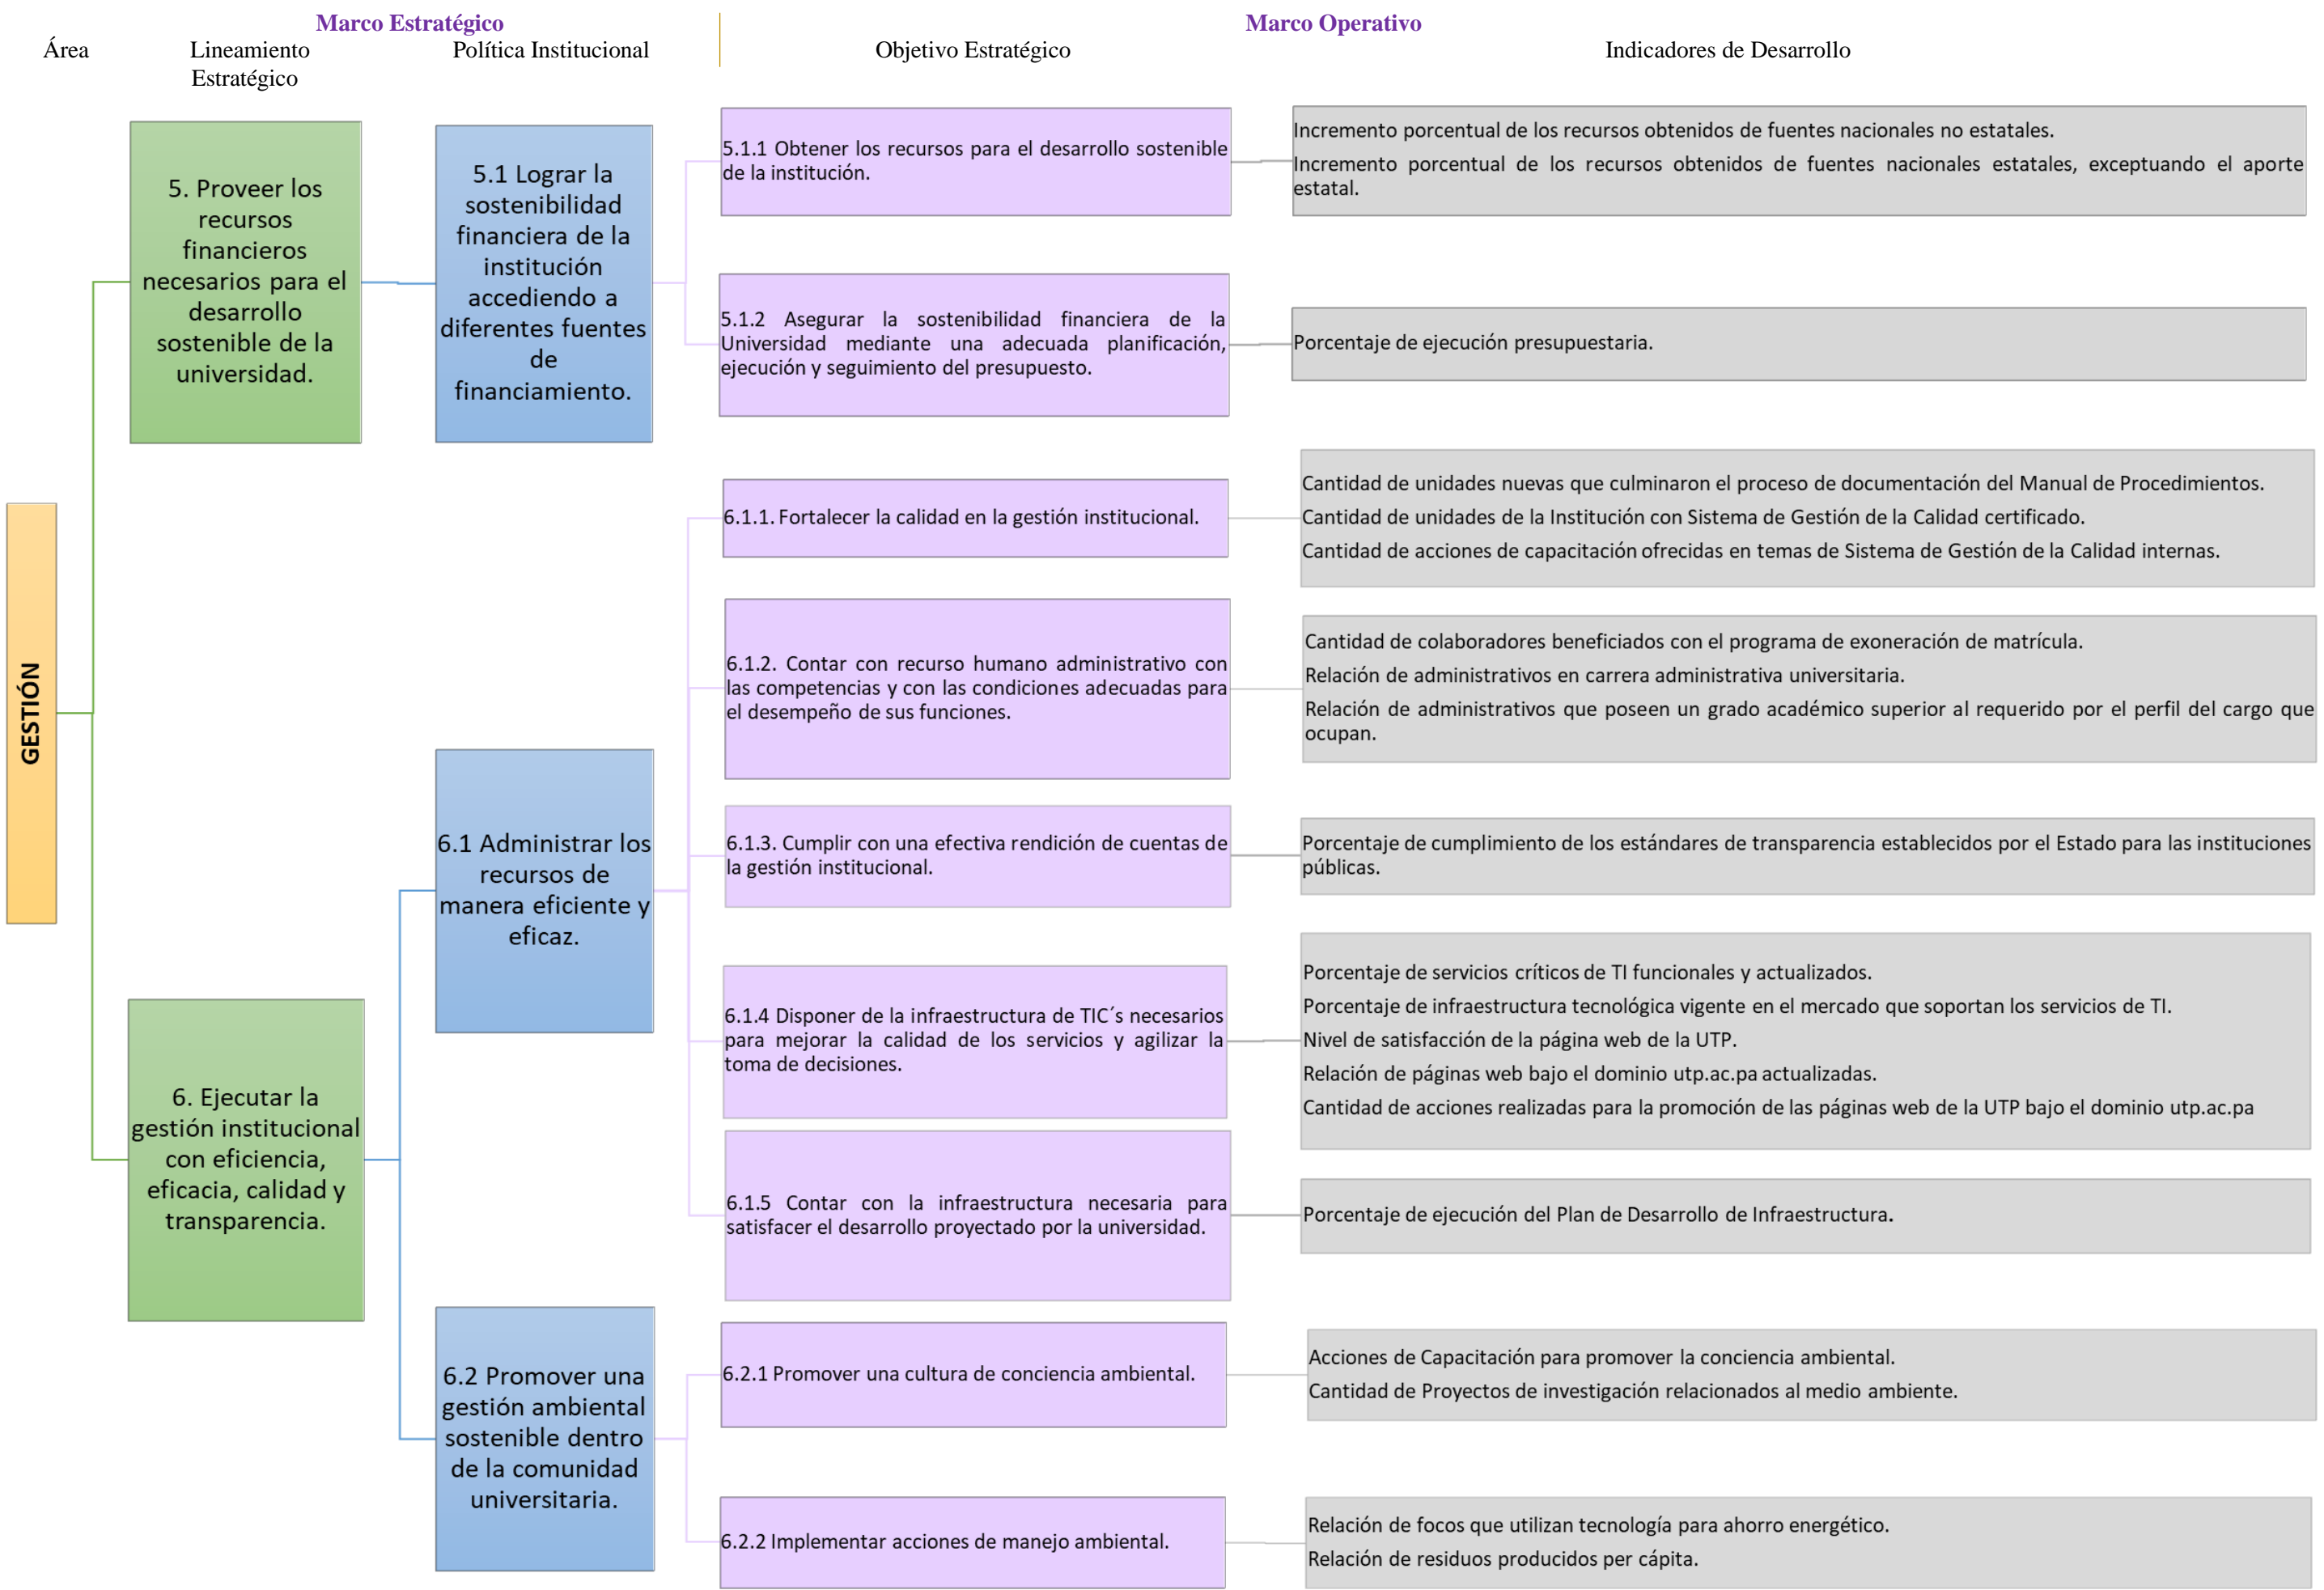 Marco Estratégico
Marco Operativo
Área
Lineamiento
Estratégico
Política Institucional
Objetivo Estratégico
Indicadores de Desarrollo
GESTIÓN
5. Proveer los
recursos
financieros
necesarios para el
desarrollo
sostenible de la
universidad.
5.1 Lograr la
sostenibilidad
financiera de la
institución
accediendo a
diferentes fuentes
de
financiamiento.
5.1.1 Obtener los recursos para el desarrollo sostenible
de la institución.
Incremento porcentual de los recursos obtenidos de fuentes nacionales no estatales.
Incremento porcentual de los recursos obtenidos de fuentes nacionales estatales, exceptuando el aporte
estatal.
5.1.2 Asegurar la sostenibilidad financiera de la
Universidad mediante una adecuada planificación,
ejecución y seguimiento del presupuesto.
Porcentaje de ejecución presupuestaria.
6. Ejecutar la
gestión institucional
con eficiencia,
eficacia, calidad y
transparencia.
6.1 Administrar los
recursos de
manera eficiente y
eficaz.
6.1.1. Fortalecer la calidad en la gestión institucional.
Cantidad de unidades nuevas que culminaron el proceso de documentación del Manual de Procedimientos.
Cantidad de unidades de la Institución con Sistema de Gestión de la Calidad certificado.
Cantidad de acciones de capacitación ofrecidas en temas de Sistema de Gestión de la Calidad internas.
6.1.2. Contar con recurso humano administrativo con
las competencias y con las condiciones adecuadas para
el desempeño de sus funciones.
Cantidad de colaboradores beneficiados con el programa de exoneración de matrícula.
Relación de administrativos en carrera administrativa universitaria.
Relación de administrativos que poseen un grado académico superior al requerido por el perfil del cargo que
ocupan.
6.1.3. Cumplir con una efectiva rendición de cuentas de
la gestión institucional.
Porcentaje de cumplimiento de los estándares de transparencia establecidos por el Estado para las instituciones
públicas.
6.1.4 Disponer de la infraestructura de TIC´s necesarios
para mejorar la calidad de los servicios y agilizar la
toma de decisiones.
Porcentaje de servicios críticos de TI funcionales y actualizados.
Porcentaje de infraestructura tecnológica vigente en el mercado que soportan los servicios de TI.
Nivel de satisfacción de la página web de la UTP.
Relación de páginas web bajo el dominio utp.ac.pa actualizadas.
Cantidad de acciones realizadas para la promoción de las páginas web de la UTP bajo el dominio utp.ac.pa
6.1.5 Contar con la infraestructura necesaria para
satisfacer el desarrollo proyectado por la universidad.
Porcentaje de ejecución del Plan de Desarrollo de Infraestructura.
6.2 Promover una
gestión ambiental
sostenible dentro
de la comunidad
universitaria.
6.2.1 Promover una cultura de conciencia ambiental.
Acciones de Capacitación para promover la conciencia ambiental.
Cantidad de Proyectos de investigación relacionados al medio ambiente.
6.2.2 Implementar acciones de manejo ambiental.
Relación de focos que utilizan tecnología para ahorro energético.
Relación de residuos producidos per cápita.